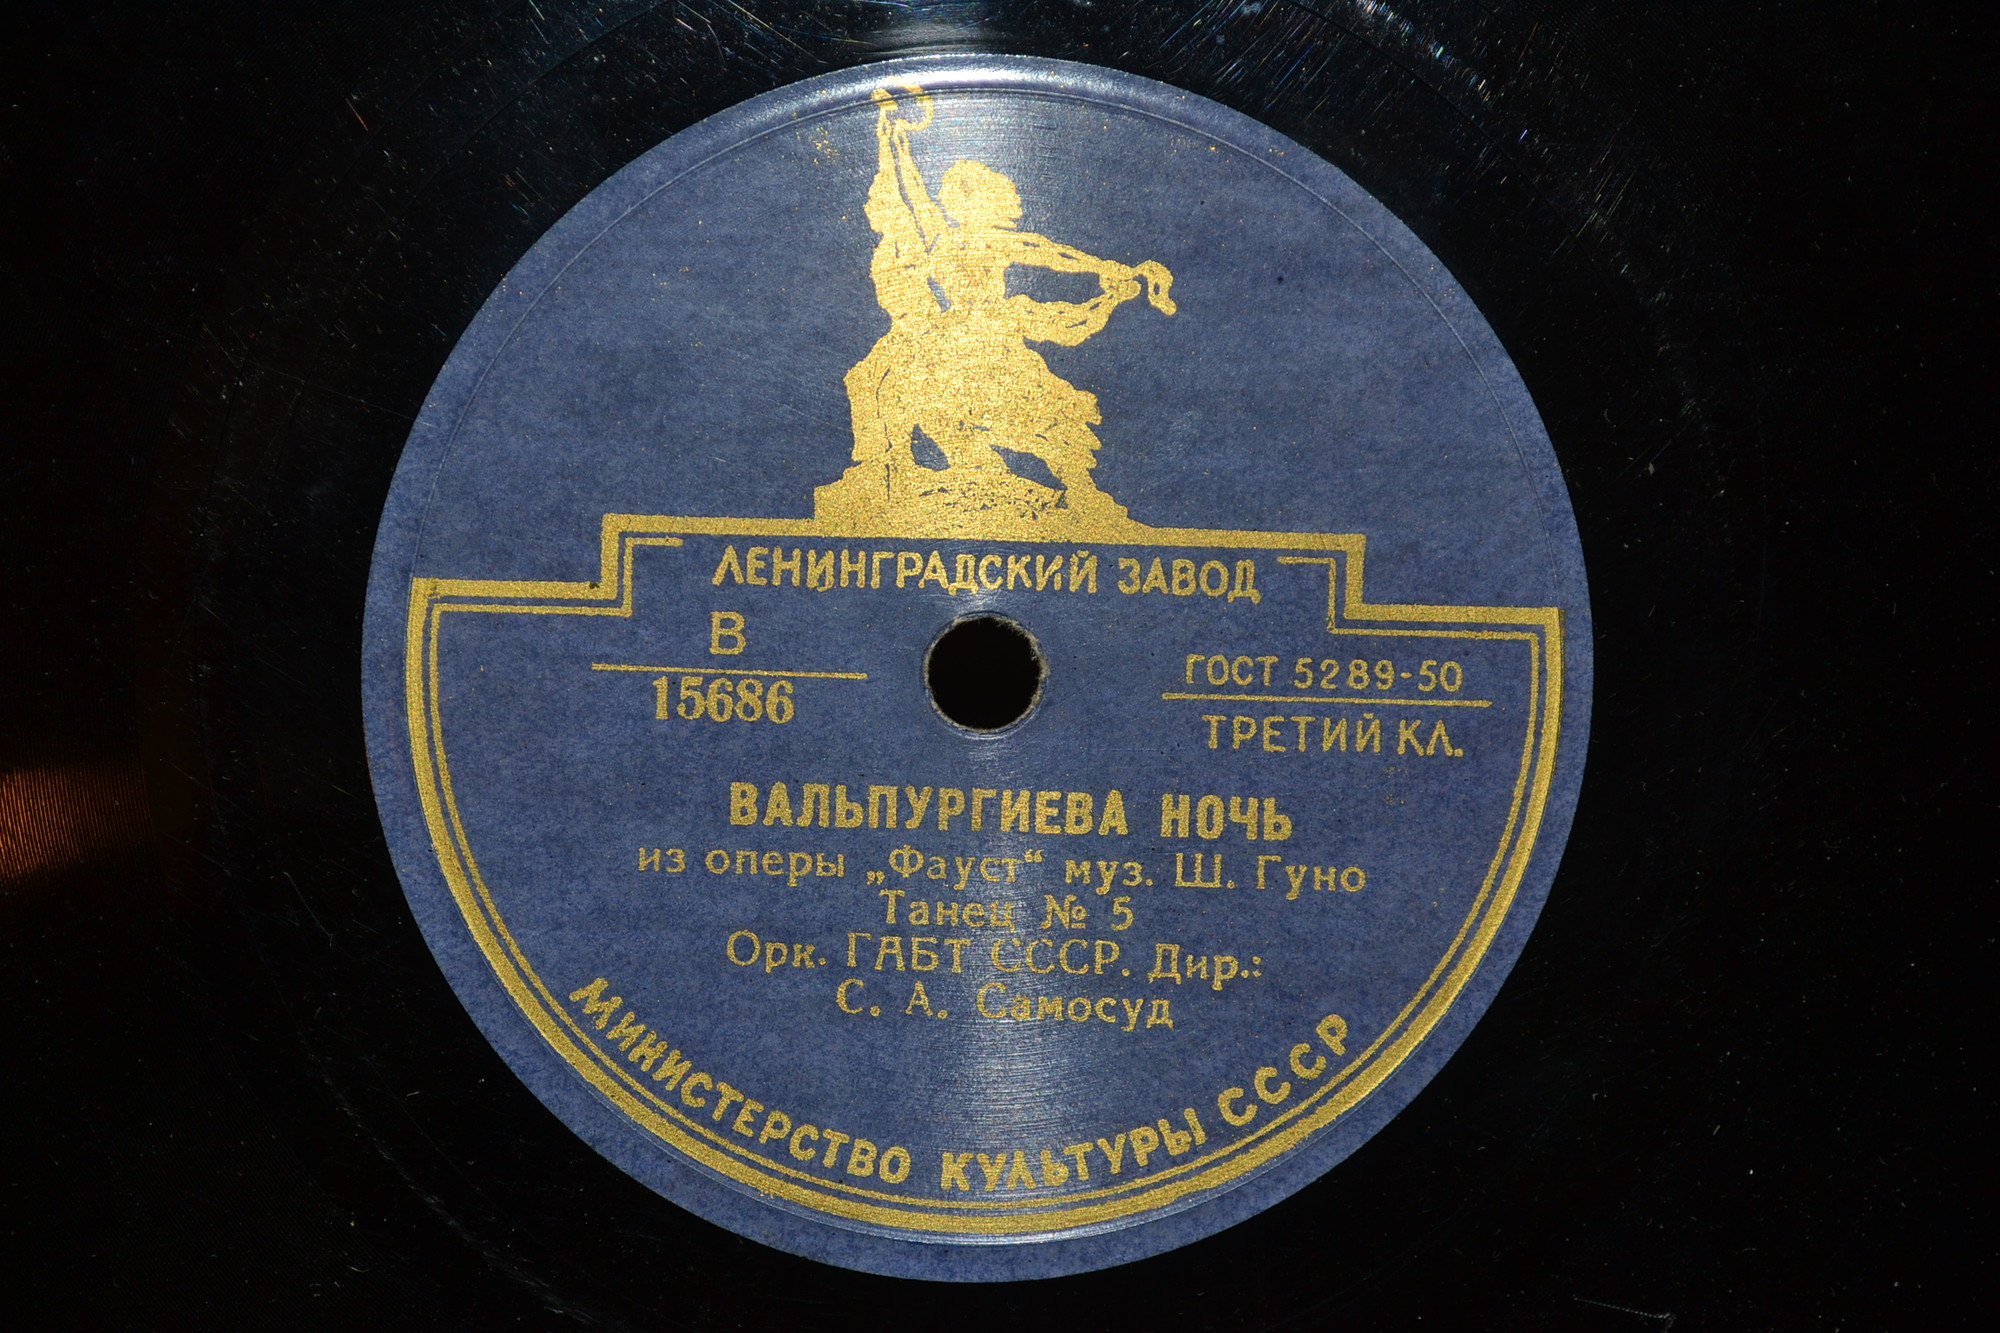 ЛЕНИНГРАДСКИЙ ЗАВОД
В
15686
ГОСТ 5289-50
ТРЕТИЙ КЛ.
ВАЛЬПУРГИЕВА НОЧЬ
из оперы „Фауст“ муз. Ш. Гуно
Танец № 5
Орк. ГАБТ СССР. Дир.:
С. А. Самосуд
МИНИСТЕРСТВО КУЛЬТУРЫ СССР